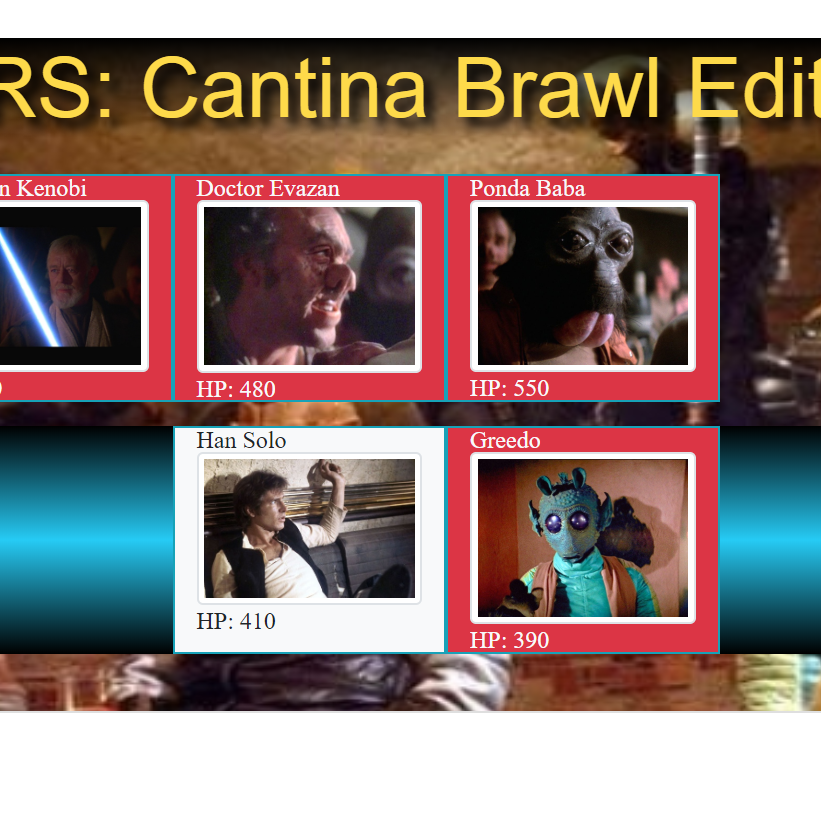 RS: Cantina Brawl Edit
n Kenobi
Doctor Evazan
Ponda Baba
HP: 480
HP: 550
Han Solo
Greedo
HP: 410
HP: 390